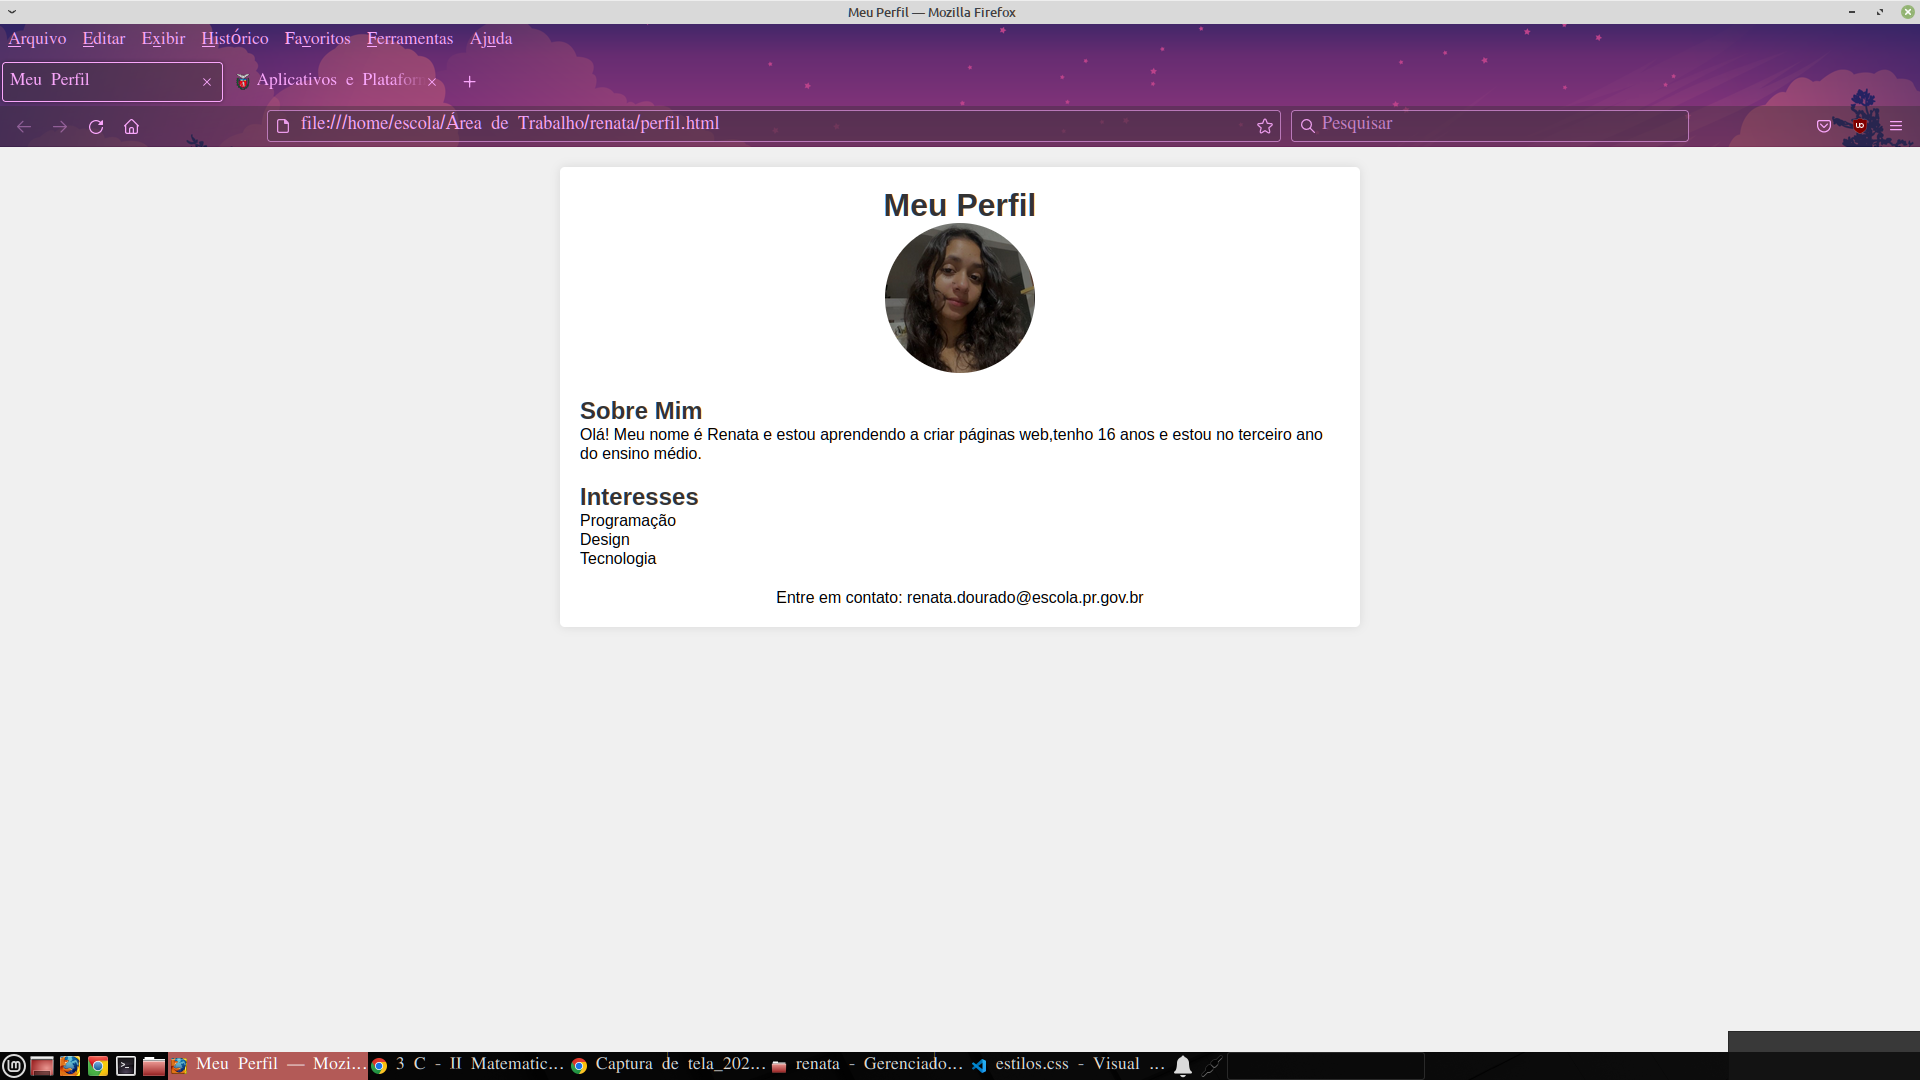 Meu Perfil — Mozilla Firefox
Arquivo Editar Exibir Histórico Favoritos Ferramentas Ajuda
Meu Perfil
Aplicativos e Platafor
file:///home/escola/Área de Trabalho/renata/perfil.html
Pesquisar
Meu Perfil
Sobre Mim
Olá! Meu nome é Renata e estou aprendendo a criar páginas web,tenho 16 anos e estou no terceiro ano
do ensino médio.
Interesses
Programação
Design
Tecnologia
Entre em contato: renata.dourado@escola.pr.gov.br
Meu Perfil — Mozi... 3 C - II Matematic... Captura de tela_202... renata - Gerenciado... estilos.css - Visual ...